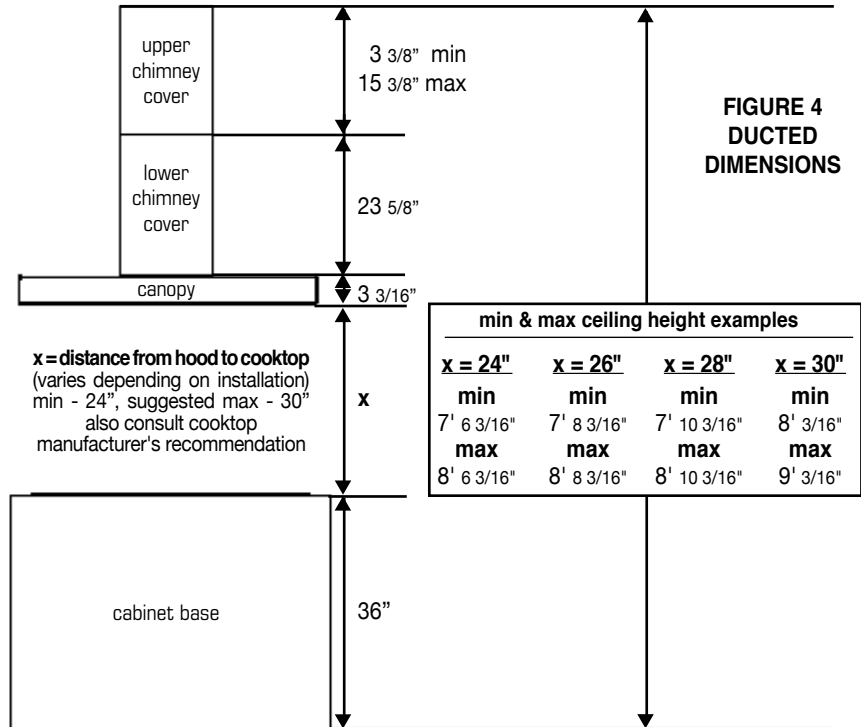 upper
chimney
cover
3 3/8” min
15 3/8” max
FIGURE 4
DUCTED
DIMENSIONS
lower
chimney
cover
23 5/8”
canopy
3 3/16”
x = distance from hood to cooktop
(varies depending on installation)
min - 24”, suggested max - 30”
also consult cooktop
manufacturer's recommendation
x
min & max ceiling height examples
x = 24" x = 26" x = 28" x = 30"
min min min min
7' 6 3/16" 7' 8 3/16" 7' 10 3/16" 8' 3/16"
max max max max
8' 6 3/16" 8' 8 3/16" 8' 10 3/16" 9' 3/16"
cabinet base
36”